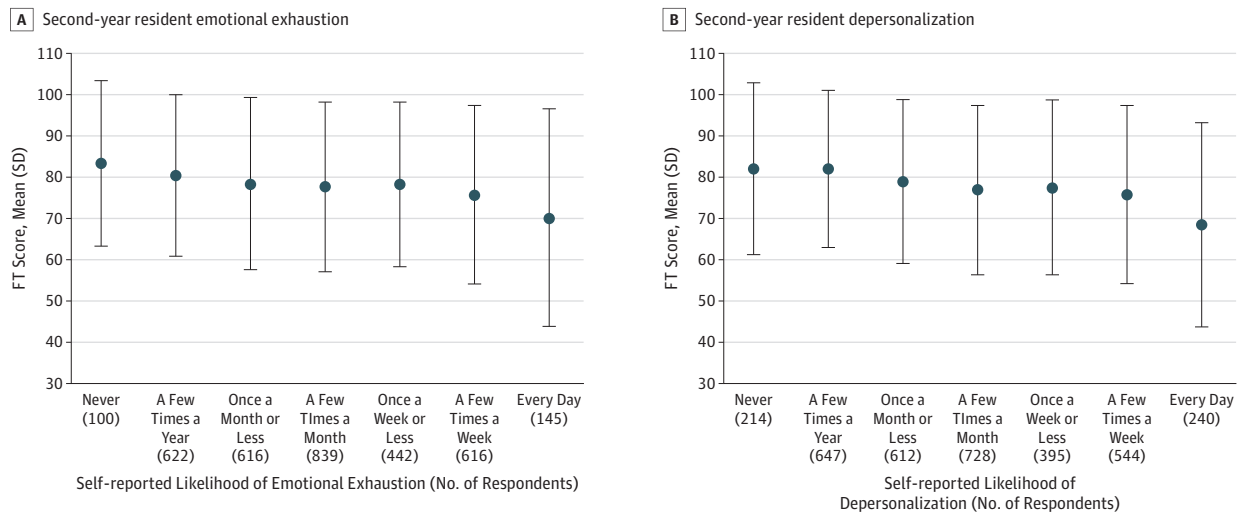 A Second-year resident emotional exhaustion
110
100
90
80
70
60
50
40
30
FT Score, Mean (SD)
Never
(100)
A Few
Times a
Year
(622)
Once a
Month or
Less
(616)
A Few
TImes a
Month
(839)
Once a
Week or
Less
(442)
A Few
Times a
Week
(616)
Every Day
(145)
Self-reported Likelihood of Emotional Exhaustion (No. of Respondents)
B Second-year resident depersonalization
110
100
90
80
70
60
50
40
30
FT Score, Mean (SD)
Never
(214)
A Few
Times a
Year
(647)
Once a
Month or
Less
(612)
A Few
TImes a
Month
(728)
Once a
Week or
Less
(395)
A Few
Times a
Week
(544)
Every Day
(240)
Self-reported Likelihood of
Depersonalization (No. of Respondents)